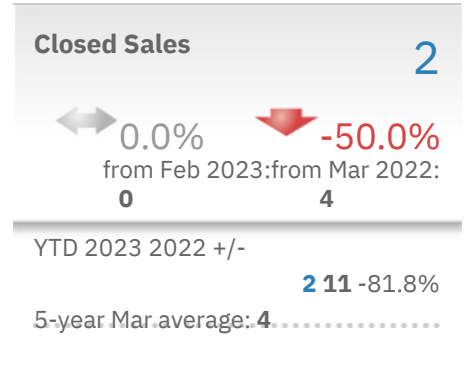 Closed Sales
2
0.0% -50.0%
from Feb 2023:from Mar 2022:
0 4
YTD 2023 2022 +/-
2 11 -81.8%
5-year Mar average: 4